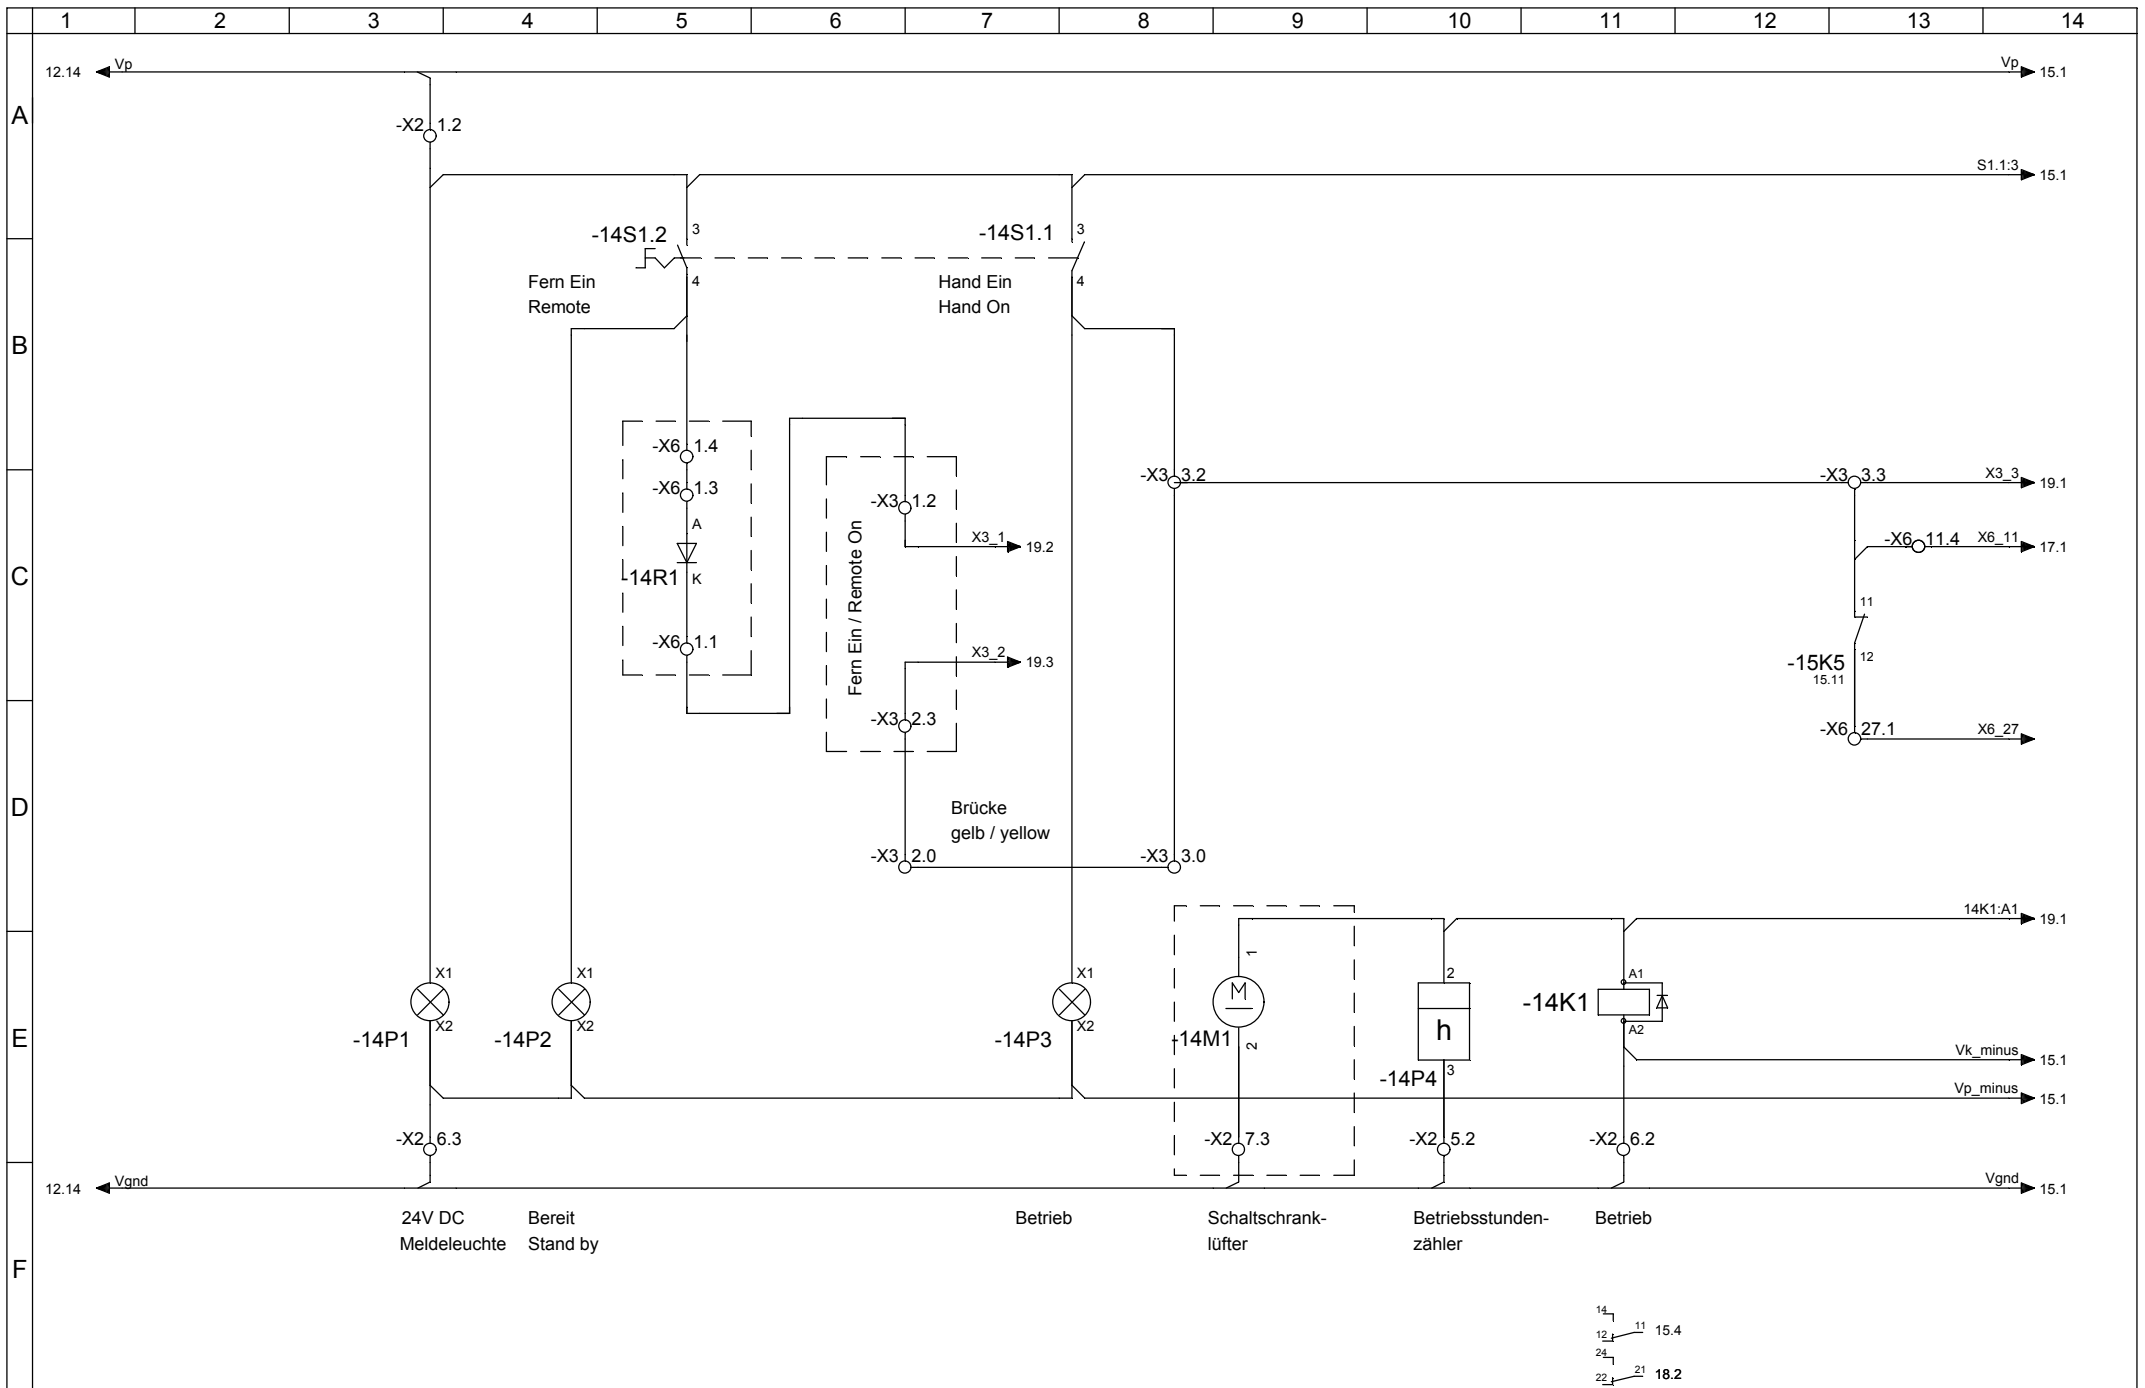 1 2 3 4 5 6 7 8 9 10 11 12 13 14
12.14 Vp Vp 15.1
A
-X2 1.2
S1.1:3 15.1
-14S1.2 3 -14S1.1 3
Fern Ein 4 Hand Ein 4
Remote Hand On
B
-X6 1.4
-X3 3.2 -X3 3.3 X3_3 19.1
-X6 1.3
-X3 1.2
A
X3_1 19.2
-X6 11.4 X6_11 17.1
C
-14R1 K
Fern Ein / Remote On
11
-X6 1.1
X3_2 19.3
-15K5 12
15.11
-X3 2.3
-X6 27.1 X6_27
D
Brücke
gelb / yellow
-X3 2.0 -X3 3.0
14K1:A1 19.1
1
X1 X1 X1 2 A1
M
-14K1
h
X2 X2 X2 A2
E
-14P1 -14P2 -14P3 -14M1 2
Vk_minus 15.1
-14P4 3
Vp_minus 15.1
-X2 6.3 -X2 7.3 -X2 5.2 -X2 6.2
12.14 Vgnd Vgnd 15.1
24V DC Bereit Betrieb Schaltschrank- Betriebsstunden- Betrieb
Meldeleuchte Stand by lüfter zähler
F
14
12 11 15.4
24
22 21 18.2